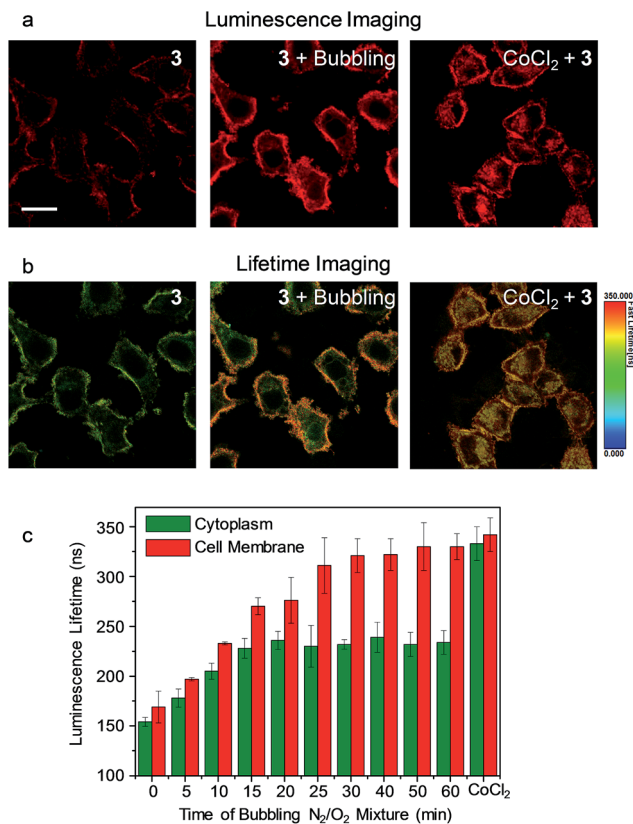 a Luminescence Imaging
3 3 + Bubbling CoCl2 + 3
b Lifetime Imaging
3 3 + Bubbling CoCl2 + 3
350.000
Fast Lifetime[ns]
0.000
c
Cytoplasm
Cell Membrane
Luminescence Lifetime (ns)
350
300
250
200
150
100
0 5 10 15 20 25 30 40 50 60 CoCl2
Time of Bubbling N2/O2 Mixture (min)